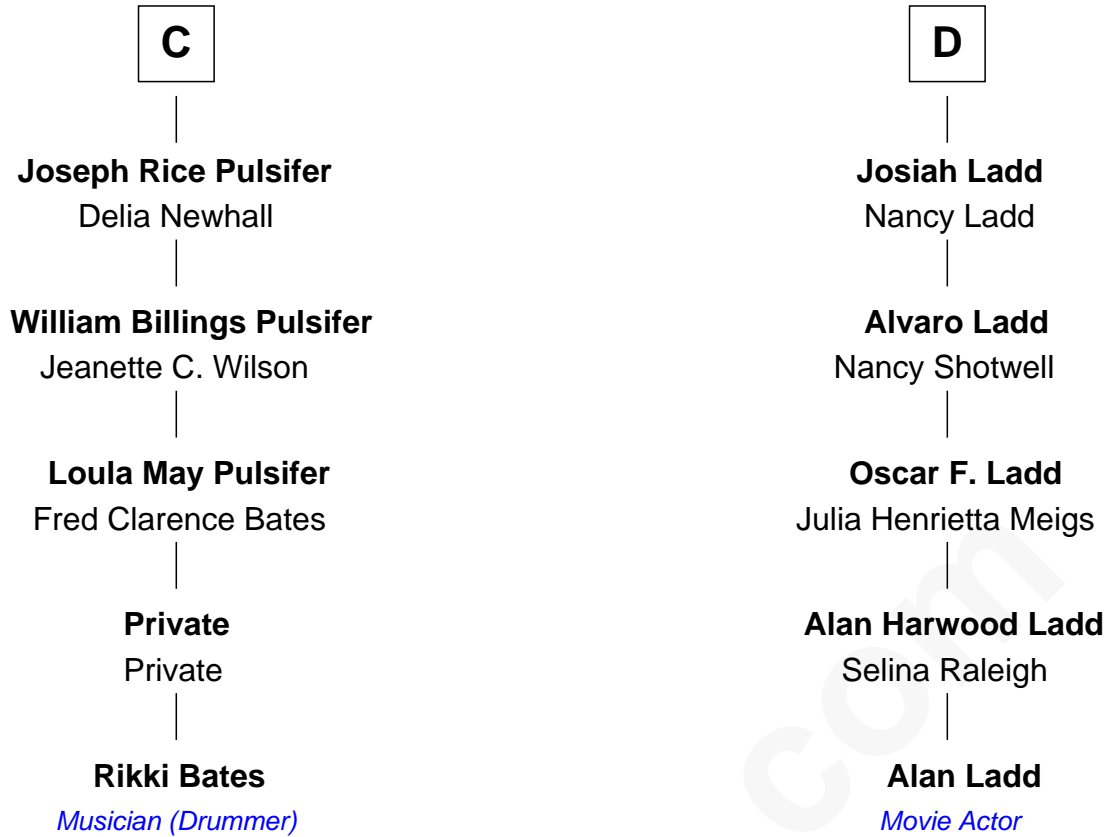 C
Joseph Rice Pulsifer
Delia Newhall
William Billings Pulsifer
Jeanette C. Wilson
Loula May Pulsifer
Fred Clarence Bates
Private
Private
Rikki Bates
Musician (Drummer)
D
Josiah Ladd
Nancy Ladd
Alvaro Ladd
Nancy Shotwell
Oscar F. Ladd
Julia Henrietta Meigs
Alan Harwood Ladd
Selina Raleigh
Alan Ladd
Movie Actor
com